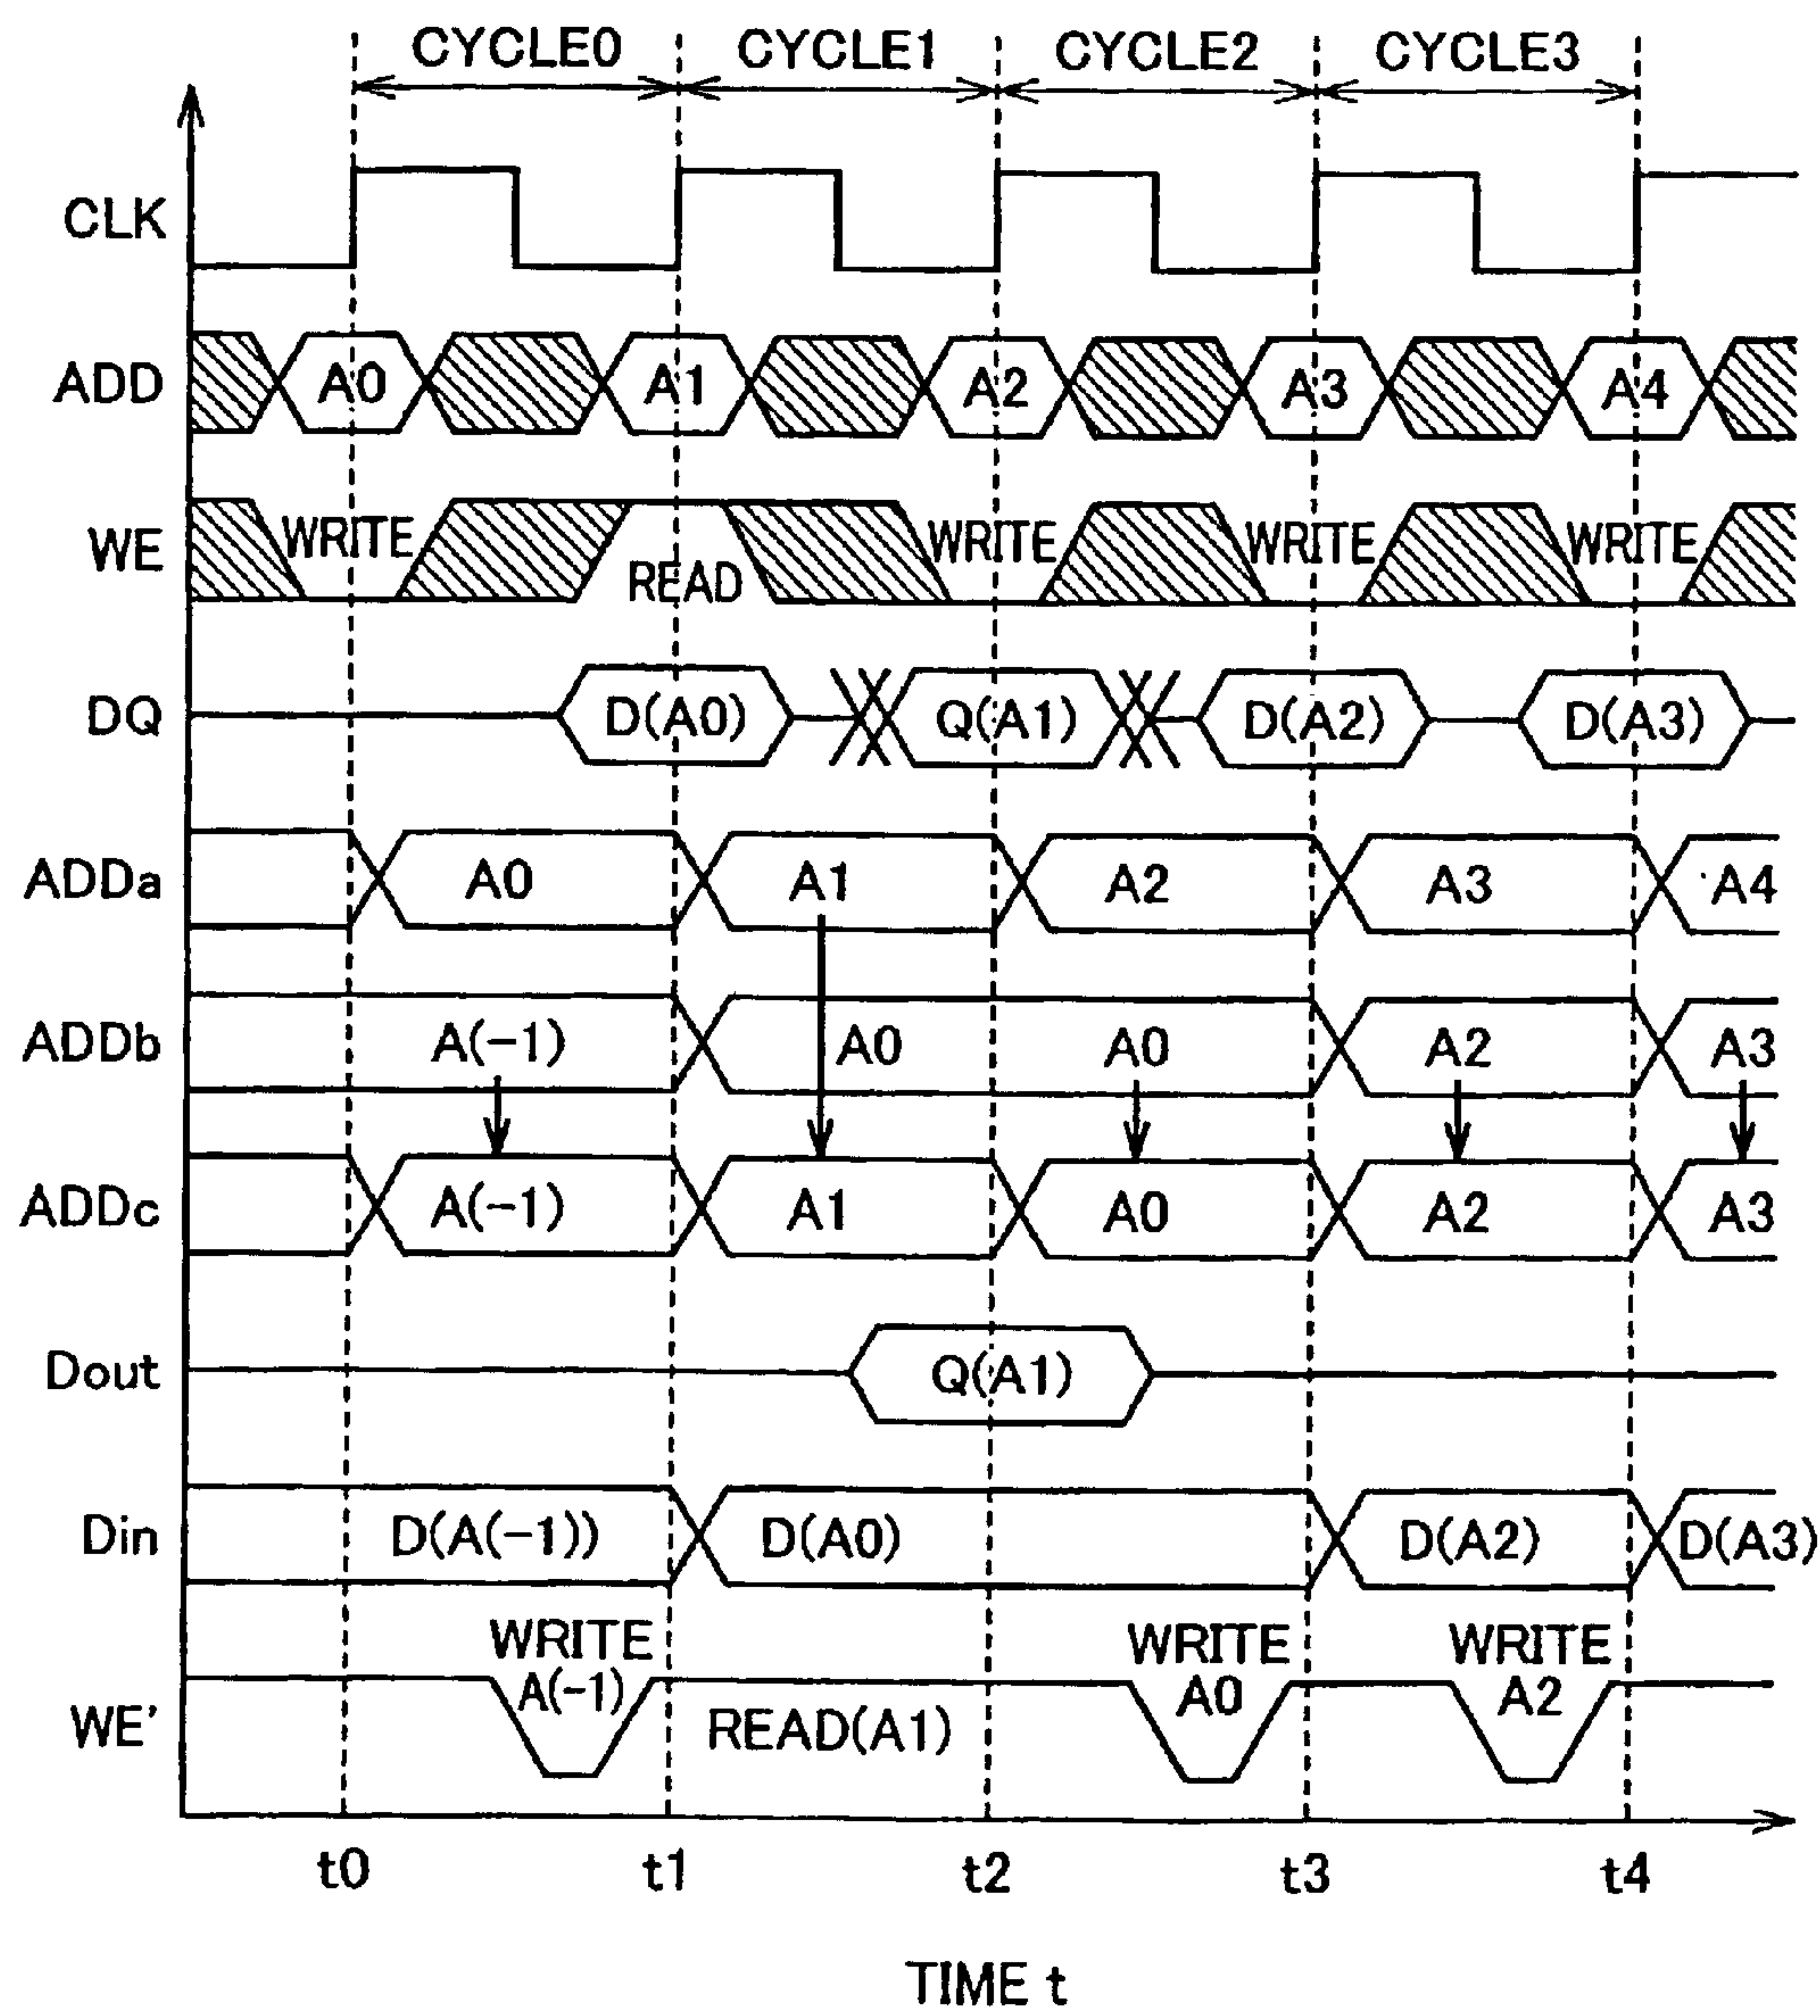 CYCLE0 CYCLE1 CYCLE2 CYCLE3
CLK
ADD A0 A1 A2 A3 A4
WE WRITE READ WRITE WRITE WRITE
DQ D(A0) Q(A1) D(A2) D(A3)
ADDa A0 A1 A2 A3 A4
ADDb A(-1) A0 A0 A2 A3
ADDc A(-1) A1 A0 A2 A3
Dout Q(A1)
Din D(A(-1)) D(A0) D(A2) D(A3)
WRITE WRITE WRITE
A(-1) A0 A2
WE' READ(A1)
t0 t1 t2 t3 t4
TIME t